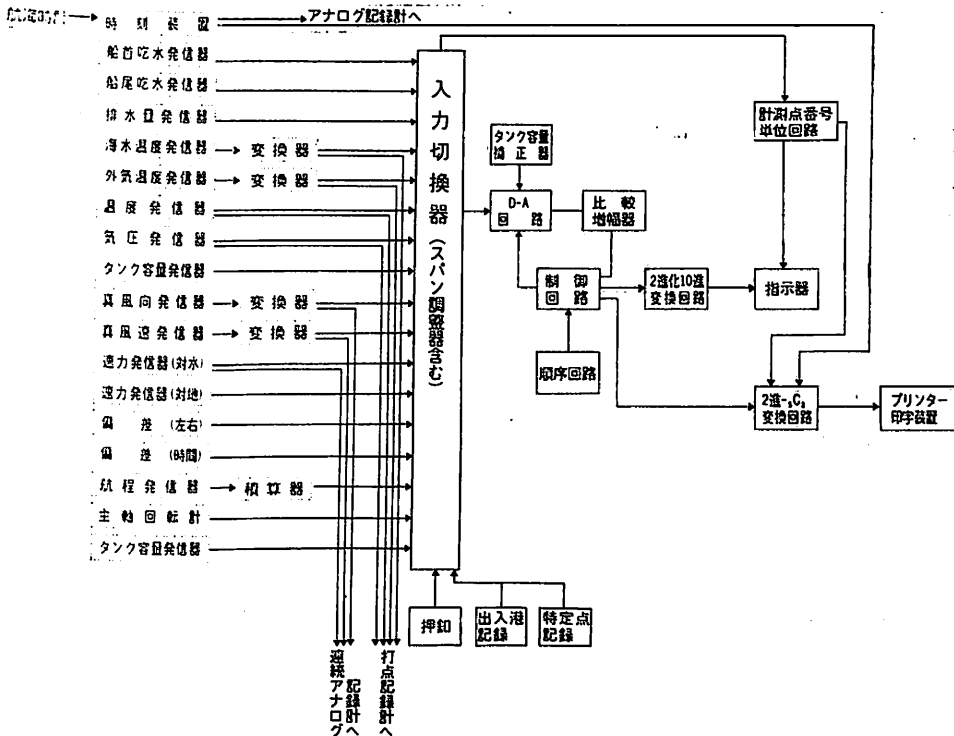 時刻装置
アナログ記録計へ
船首吃水発信器
船尾吃水発信器
排水量発信器
海水温度発信器
変換器
外気温度発信器
変換器
温度発信器
気圧発信器
タンク容量発信器
真風向発信器
変換器
真風速発信器
変換器
速力発信器(対水)
速力発信器(対地)
偏差(左右)
偏差(時間)
航程発信器
積算器
主軸回転計
タンク容量発信器
入力切換器(スパン調整器含む)
タンク容量
補正器
D-A
回路
比較
増幅器
制御
回路
2進化10進
変換回路
指示器
順序回路
計測点番号
単位回路
2進-₅C₂
変換回路
プリンター
印字装置
押釦
出入港
記録
特定点
記録
連続アナログ
記録計へ
打点記録計へ